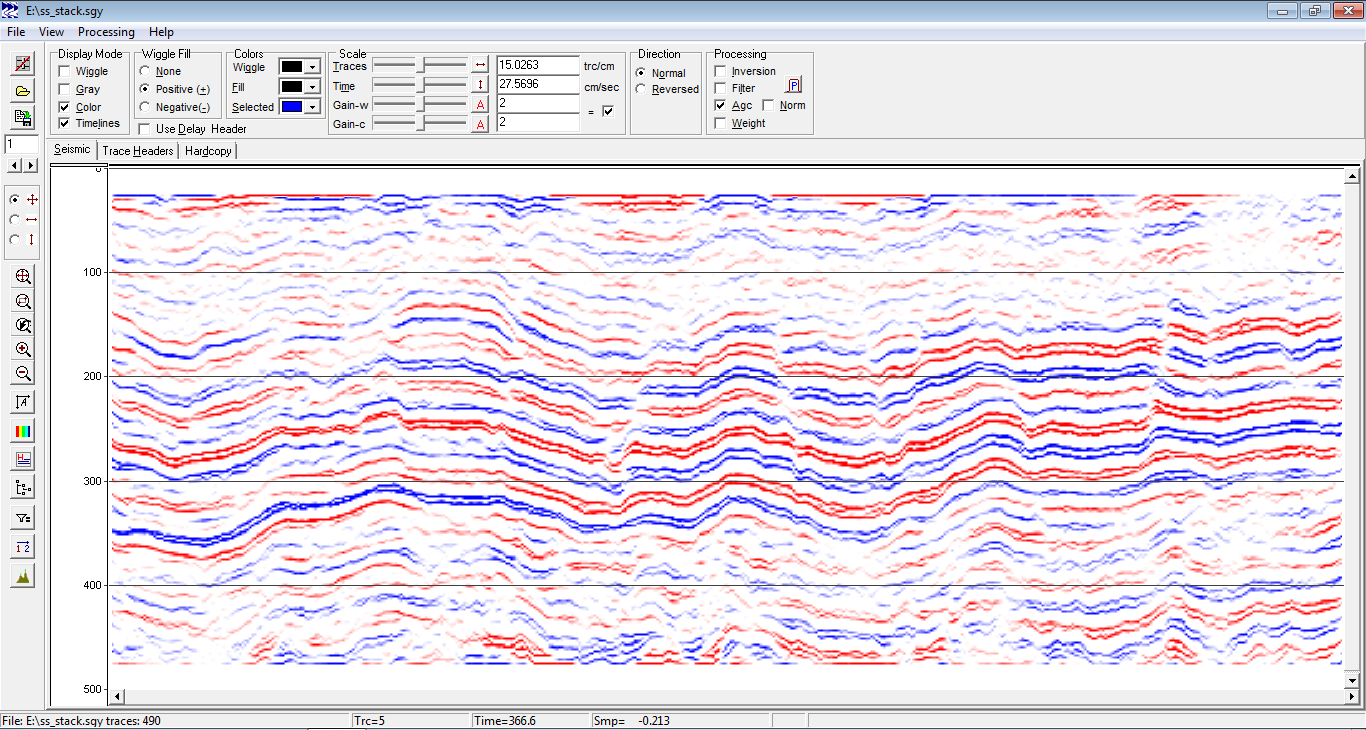 E:\ss_stack.sgy
File View Processing Help
Display Mode
Wiggle
Gray
Color
Timelines
Wiggle Fill
None
Positive (+)
Negative(-)
Use Delay Header
Colors
Wiggle
Fill
Selected
Scale
Traces 15.0263 trc/cm
Time 27.5696 cm/sec
Gain-w A 2 =
Gain-c A 2
Direction
Normal
Reversed
Processing
Inversion
Filter P
Agc Norm
Weight
1
Seismic Trace Headers Hardcopy
0
100
200
300
400
500
A
H
1 2
File: E:\ss_stack.sgy traces: 490 Trc=5 Time=366.6 Smp= -0.213